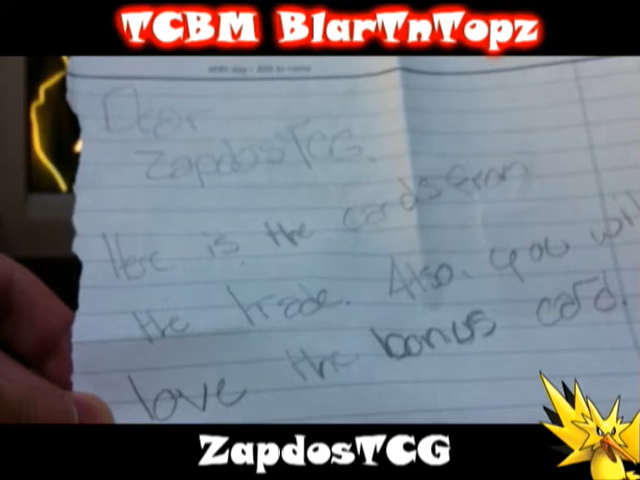 TCBM BlarTnTopz
Dear
ZapdosTCG.
Here is the cards from
the trade. Also, you will
love the bonus card.
ZapdosTCG